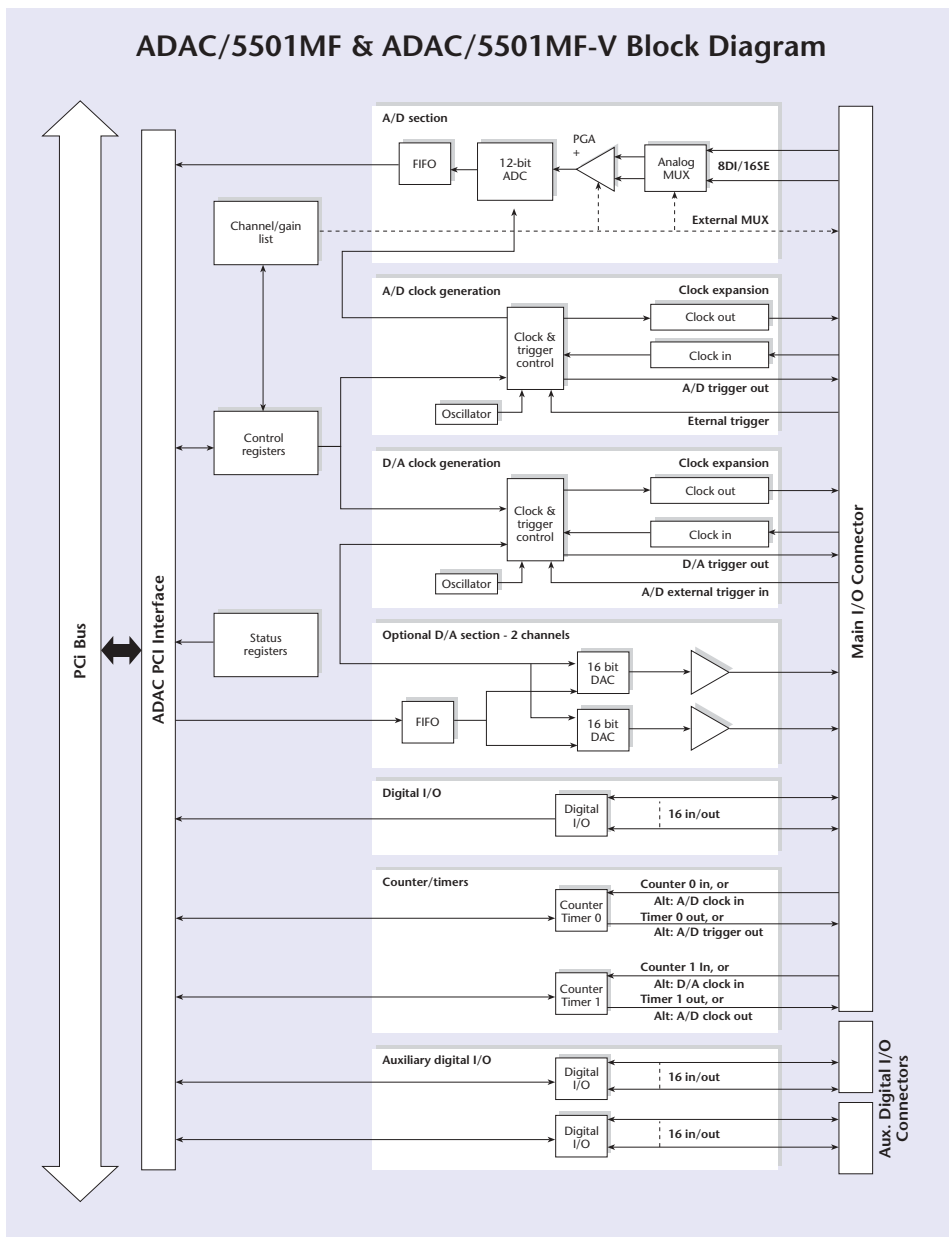 ADAC/5501MF & ADAC/5501MF-V Block Diagram
A/D section
FIFO
12-bit
ADC
PGA
+
Analog
MUX
8DI/16SE
External MUX
Channel/gain
list
A/D clock generation
Clock expansion
Clock &
trigger
control
Clock out
Clock in
A/D trigger out
Oscillator
Eternal trigger
Control
registers
D/A clock generation
Clock expansion
Clock &
trigger
control
Clock out
Clock in
D/A trigger out
Oscillator
A/D external trigger in
PCi Bus
ADAC PCI Interface
Main I/O Connector
Status
registers
Optional D/A section - 2 channels
16 bit
DAC
FIFO
16 bit
DAC
Digital I/O
Digital
I/O
16 in/out
Counter/timers
Counter
Timer 0
Counter 0 in, or
Alt: A/D clock in
Timer 0 out, or
Alt: A/D trigger out
Counter
Timer 1
Counter 1 In, or
Alt: D/A clock in
Timer 1 out, or
Alt: A/D clock out
Auxiliary digital I/O
Digital
I/O
16 in/out
Digital
I/O
16 in/out
Aux. Digital I/O
Connectors